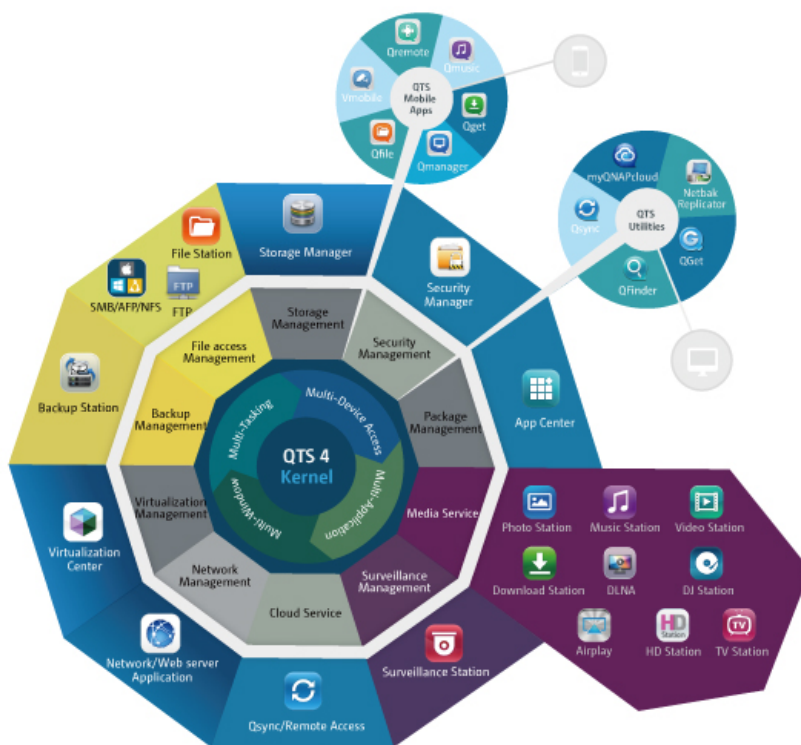 Qremote
Qmusic
Vmobile
QTS
Mobile
Apps
Qget
Qfile
Qmanager
myQNAPcloud
Netbak
Replicator
Qsync
QTS
Utilities
QGet
QFinder
File Station
Storage Manager
SMB/AFP/NFS
FTP
FTP
Security
Manager
Backup Station
App Center
Storage
Management
File access
Management
Security
Management
Backup
Management
Package
Management
Multi-Tasking
Multi-Device Access
QTS 4
Kernel
Multi-Window
Multi-Application
Virtualization
Management
Media Service
Network
Management
Surveillance
Management
Cloud Service
Virtualization
Center
Network/Web server
Application
Qsync/Remote Access
Surveillance Station
Photo Station
Music Station
Video Station
Download Station
DLNA
DJ Station
HD
Station
TV
Airplay
HD Station
TV Station